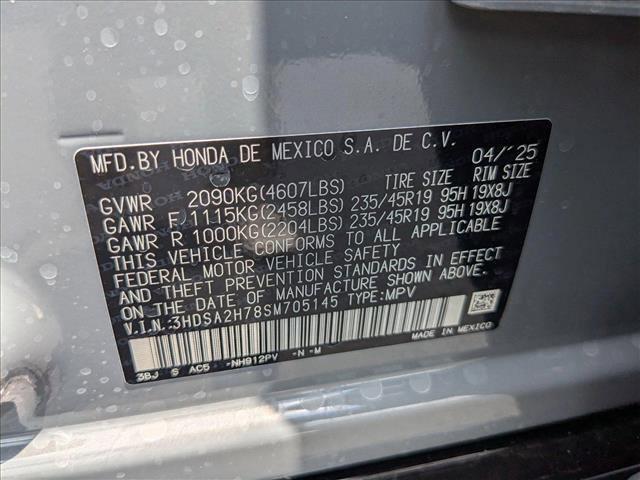 MFD.BY HONDA DE MEXICO S.A. DE C.V. 04/'25
GVWR 2090KG(4607LBS) TIRE SIZE RIM SIZE
GAWR F 1115KG(2458LBS) 235/45R19 95H 19X8J
GAWR R 1000KG(2204LBS) 235/45R19 95H 19X8J
THIS VEHICLE CONFORMS TO ALL APPLICABLE
FEDERAL MOTOR VEHICLE SAFETY
AND THEFT PREVENTION STANDARDS IN EFFECT
ON THE DATE OF MANUFACTURE SHOWN ABOVE.
V.I.N.:3HDSA2H78SM705145 TYPE:MPV
MADE IN MEXICO
3BJ S AC5 -NH912PV -N -M